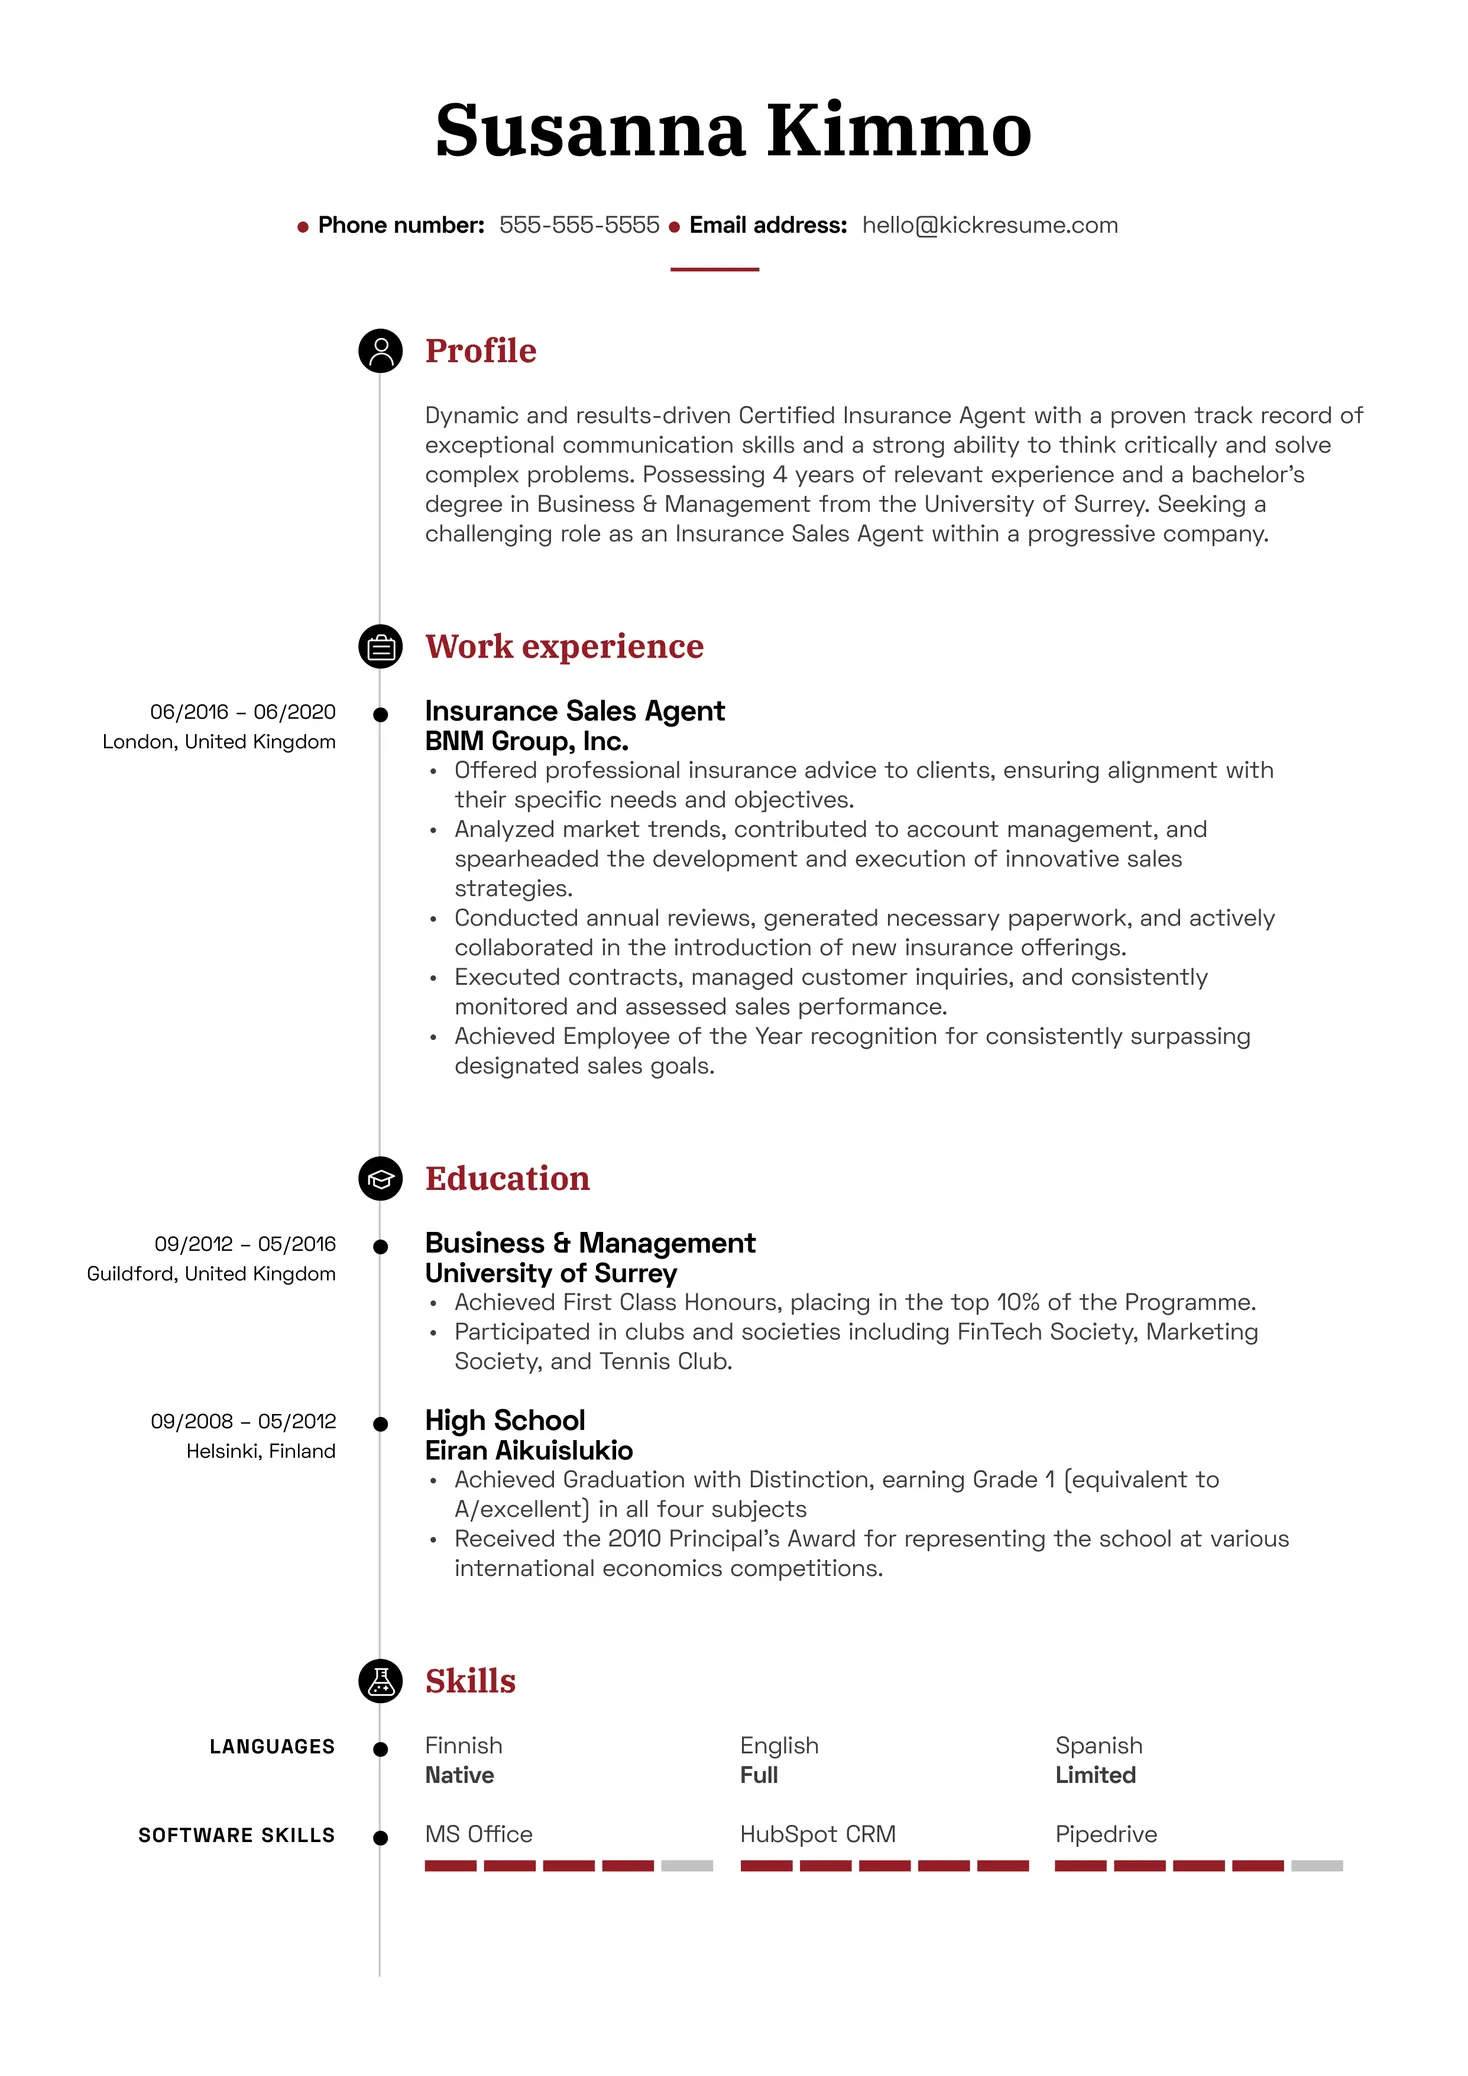 Susanna Kimmo
• Phone number: 555-555-5555 • Email address: hello@kickresume.com
Profile
Dynamic and results-driven Certified Insurance Agent with a proven track record of
exceptional communication skills and a strong ability to think critically and solve
complex problems. Possessing 4 years of relevant experience and a bachelor's
degree in Business & Management from the University of Surrey. Seeking a
challenging role as an Insurance Sales Agent within a progressive company.
Work experience
06/2016 – 06/2020
London, United Kingdom
Insurance Sales Agent
BNM Group, Inc.
• Offered professional insurance advice to clients, ensuring alignment with
their specific needs and objectives.
• Analyzed market trends, contributed to account management, and
spearheaded the development and execution of innovative sales
strategies.
• Conducted annual reviews, generated necessary paperwork, and actively
collaborated in the introduction of new insurance offerings.
• Executed contracts, managed customer inquiries, and consistently
monitored and assessed sales performance.
• Achieved Employee of the Year recognition for consistently surpassing
designated sales goals.
Education
09/2012 – 05/2016
Guildford, United Kingdom
Business & Management
University of Surrey
• Achieved First Class Honours, placing in the top 10% of the Programme.
• Participated in clubs and societies including FinTech Society, Marketing
Society, and Tennis Club.
09/2008 – 05/2012
Helsinki, Finland
High School
Eiran Aikuislukio
• Achieved Graduation with Distinction, earning Grade 1 (equivalent to
A/excellent) in all four subjects
• Received the 2010 Principal's Award for representing the school at various
international economics competitions.
Skills
LANGUAGES
Finnish English Spanish
Native Full Limited
SOFTWARE SKILLS
MS Office HubSpot CRM Pipedrive